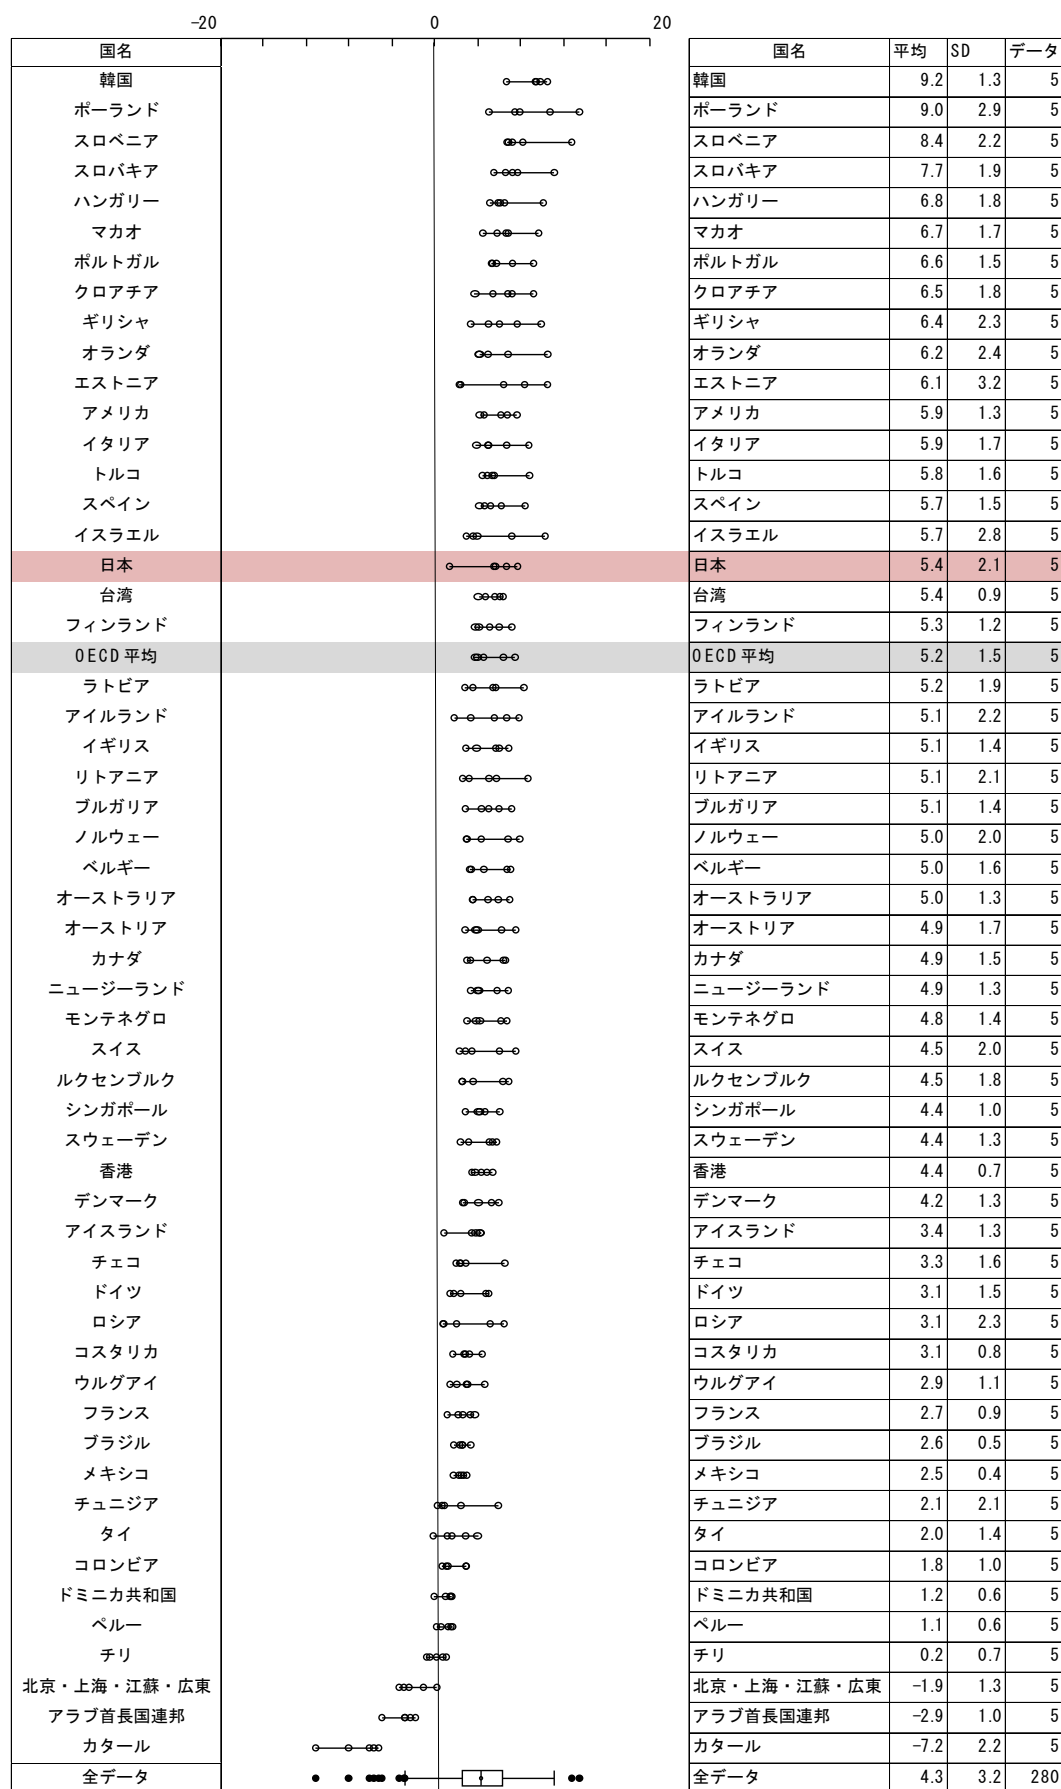 -20 0 20
国名 国名 平均 SD データ
韓国 韓国 9.2 1.3 5
ポーランド ポーランド 9.0 2.9 5
スロベニア スロベニア 8.4 2.2 5
スロバキア スロバキア 7.7 1.9 5
ハンガリー ハンガリー 6.8 1.8 5
マカオ マカオ 6.7 1.7 5
ポルトガル ポルトガル 6.6 1.5 5
クロアチア クロアチア 6.5 1.8 5
ギリシャ ギリシャ 6.4 2.3 5
オランダ オランダ 6.2 2.4 5
エストニア エストニア 6.1 3.2 5
アメリカ アメリカ 5.9 1.3 5
イタリア イタリア 5.9 1.7 5
トルコ トルコ 5.8 1.6 5
スペイン スペイン 5.7 1.5 5
イスラエル イスラエル 5.7 2.8 5
日本 日本 5.4 2.1 5
台湾 台湾 5.4 0.9 5
フィンランド フィンランド 5.3 1.2 5
OECD平均 OECD平均 5.2 1.5 5
ラトビア ラトビア 5.2 1.9 5
アイルランド アイルランド 5.1 2.2 5
イギリス イギリス 5.1 1.4 5
リトアニア リトアニア 5.1 2.1 5
ブルガリア ブルガリア 5.1 1.4 5
ノルウェー ノルウェー 5.0 2.0 5
ベルギー ベルギー 5.0 1.6 5
オーストラリア オーストラリア 5.0 1.3 5
オーストリア オーストリア 4.9 1.7 5
カナダ カナダ 4.9 1.5 5
ニュージーランド ニュージーランド 4.9 1.3 5
モンテネグロ モンテネグロ 4.8 1.4 5
スイス スイス 4.5 2.0 5
ルクセンブルク ルクセンブルク 4.5 1.8 5
シンガポール シンガポール 4.4 1.0 5
スウェーデン スウェーデン 4.4 1.3 5
香港 香港 4.4 0.7 5
デンマーク デンマーク 4.2 1.3 5
アイスランド アイスランド 3.4 1.3 5
チェコ チェコ 3.3 1.6 5
ドイツ ドイツ 3.1 1.5 5
ロシア ロシア 3.1 2.3 5
コスタリカ コスタリカ 3.1 0.8 5
ウルグアイ ウルグアイ 2.9 1.1 5
フランス フランス 2.7 0.9 5
ブラジル ブラジル 2.6 0.5 5
メキシコ メキシコ 2.5 0.4 5
チュニジア チュニジア 2.1 2.1 5
タイ タイ 2.0 1.4 5
コロンビア コロンビア 1.8 1.0 5
ドミニカ共和国 ドミニカ共和国 1.2 0.6 5
ペルー ペルー 1.1 0.6 5
チリ チリ 0.2 0.7 5
北京・上海・江蘇・広東 北京・上海・江蘇・広東 -1.9 1.3 5
アラブ首長国連邦 アラブ首長国連邦 -2.9 1.0 5
カタール カタール -7.2 2.2 5
全データ 全データ 4.3 3.2 280